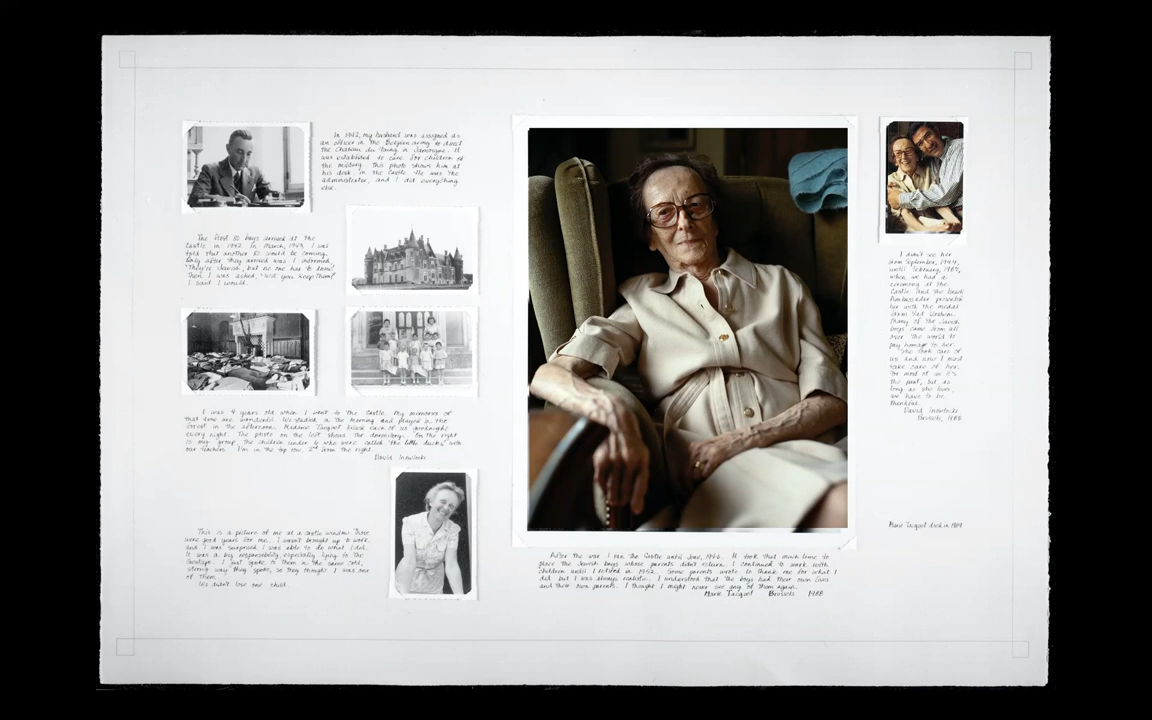 In 1942, my husband was assigned as
an officer in the Belgian army to direct
the Chateau du Faing in Jamoigne. It
was established to care for children of
the military. This photo shows him at
his desk in the Castle. He was the
administrator, and I did everything
else.
The first 80 boys arrived at the
Castle in 1942. In March, 1943, I was
told that another 80 would be coming.
Only after they arrived was I informed,
"They're Jewish, but no one has to know."
Then I was asked, "Will you keep them?"
I said I would.
I was 4 years old when I went to the Castle. My memories of
that time are wonderful. We studied in the morning and played in the
forest in the afternoon. Madame Taquet kissed each of us goodnight
every night. The photo on the left shows the dormitory. On the right
is my group, the children under 6 who were called "the little ducks," with
our teachers. I'm in the top row, 2nd from the right.
David Inowlocki
This is a picture of me at a Castle window. Those
were good years for me. I wasn't brought up to work,
and I was surprised I was able to do what I did.
It was a big responsibility, especially lying to the
Gestapo. I just spoke to them in the same cold,
strong way they spoke, so they thought I was one
of them.
We didn't lose one child.
After the war I ran the Castle until June, 1946. It took that much time to
place the Jewish boys whose parents didn't return. I continued to work with
children until I retired in 1952. Some parents wrote to thank me for what I
did but I was always realistic. I understood that the boys had their own lives
and their own parents. I thought I might never see any of them again.
Marie Taquet Brussels 1988
I didn't see her
from September, 1944,
until February, 1987,
when we had a
ceremony at the
Castle and the Israeli
Ambassador presented
her with the medal
from Yad Vashem.
Many of the Jewish
boys came from all
over the world to
pay homage to her.
She took care of
us and now I must
take care of her.
For most of us it's
the past, but as
long as she lives,
we have to be
thankful.
David Inowlocki
Brussels, 1988
Marie Taquet died in 1989